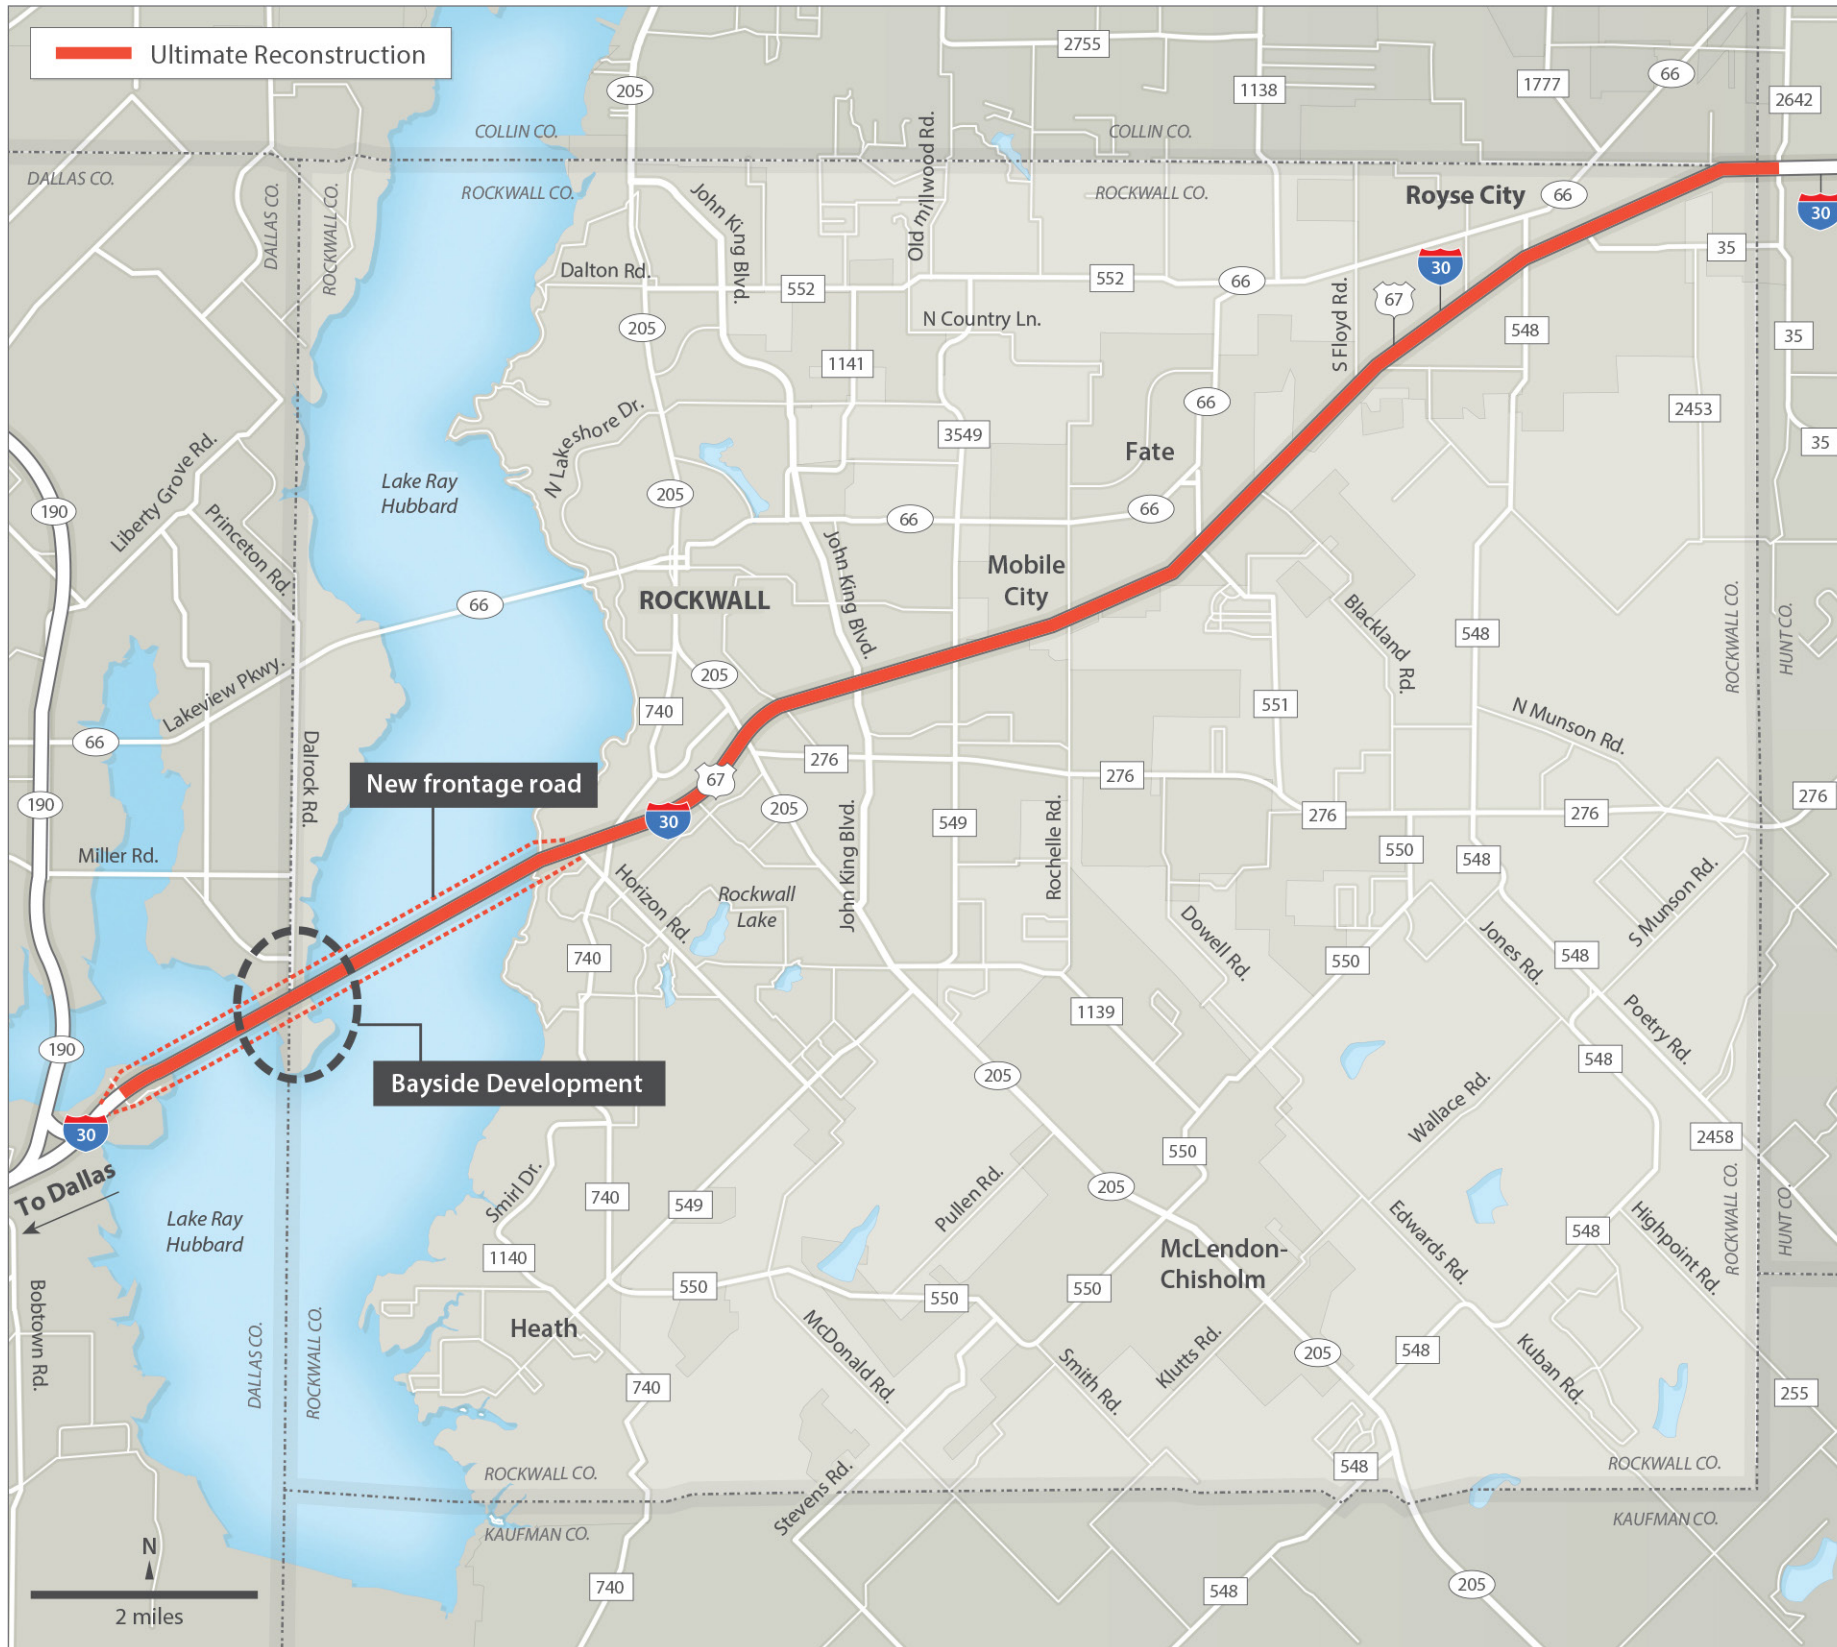 Ultimate Reconstruction
2755
66
205
1138
1777
2642
COLLIN CO.
COLLIN CO.
DALLAS CO.
ROCKWALL CO.
ROCKWALL CO.
Royse City
66
30
DALLAS CO.
ROCKWALL CO.
John King Blvd.
Old millwood Rd.
35
Dalton Rd.
552
552
66
30
67
205
N Country Ln.
S Floyd Rd.
548
35
1141
66
2453
N Lakeshore Dr.
3549
35
Liberty Grove Rd.
Fate
Lake Ray
Hubbard
205
190
66
66
Princeton Rd.
John King Blvd.
Mobile
City
66
ROCKWALL
Blackland Rd.
548
ROCKWALL CO.
HUNT CO.
205
Lakeview Pkwy.
740
551
N Munson Rd.
66
Dalrock Rd.
276
276
New frontage road
67
276
190
205
30
549
276
276
John King Blvd.
Rochelle Rd.
Miller Rd.
550
548
Horizon Rd.
Rockwall
Lake
S Munson Rd.
Dowell Rd.
Jones Rd.
740
550
548
1139
Poetry Rd.
190
548
Bayside Development
205
30
Wallace Rd.
2458
550
To Dallas
Smirl Dr.
740
549
Pullen Rd.
205
Lake Ray
Hubbard
Edwards Rd.
548
Highpoint Rd.
ROCKWALL CO.
HUNT CO.
McLendon-
Chisholm
1140
550
550
550
Bobtown Rd.
Heath
McDonald Rd.
Smith Rd.
Klutts Rd.
205
548
Kuban Rd.
DALLAS CO.
ROCKWALL CO.
740
255
ROCKWALL CO.
548
ROCKWALL CO.
Stevens Rd.
KAUFMAN CO.
KAUFMAN CO.
N
2 miles
740
548
205